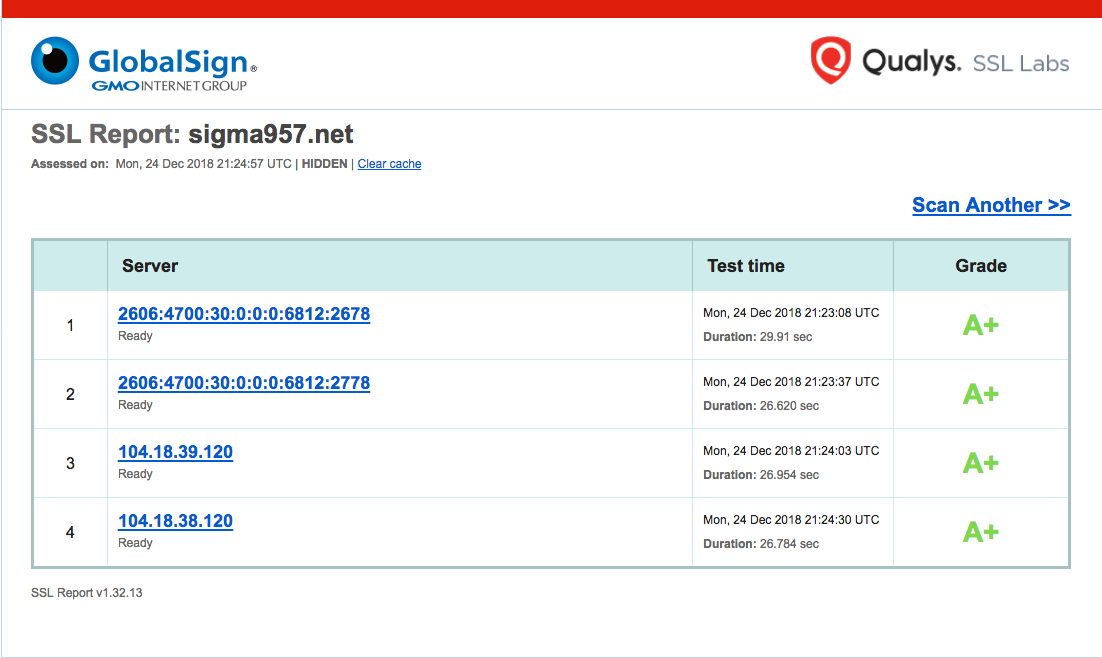 GlobalSign®
GMO INTERNET GROUP
Qualys. SSL Labs
SSL Report: sigma957.net
Assessed on: Mon, 24 Dec 2018 21:24:57 UTC | HIDDEN | Clear cache
Scan Another >>
Server Test time Grade
1 2606:4700:30:0:0:0:6812:2678 Mon, 24 Dec 2018 21:23:08 UTC A+
Ready Duration: 29.91 sec
2 2606:4700:30:0:0:0:6812:2778 Mon, 24 Dec 2018 21:23:37 UTC A+
Ready Duration: 26.620 sec
3 104.18.39.120 Mon, 24 Dec 2018 21:24:03 UTC A+
Ready Duration: 26.954 sec
4 104.18.38.120 Mon, 24 Dec 2018 21:24:30 UTC A+
Ready Duration: 26.784 sec
SSL Report v1.32.13